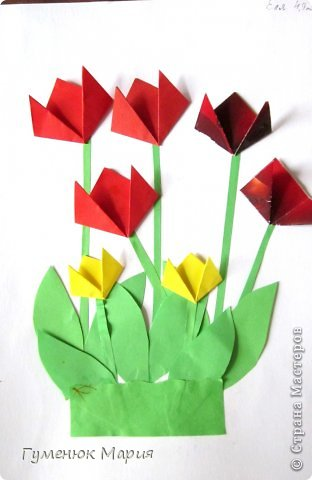 Гуменюк Мария
© Страна Мастеров